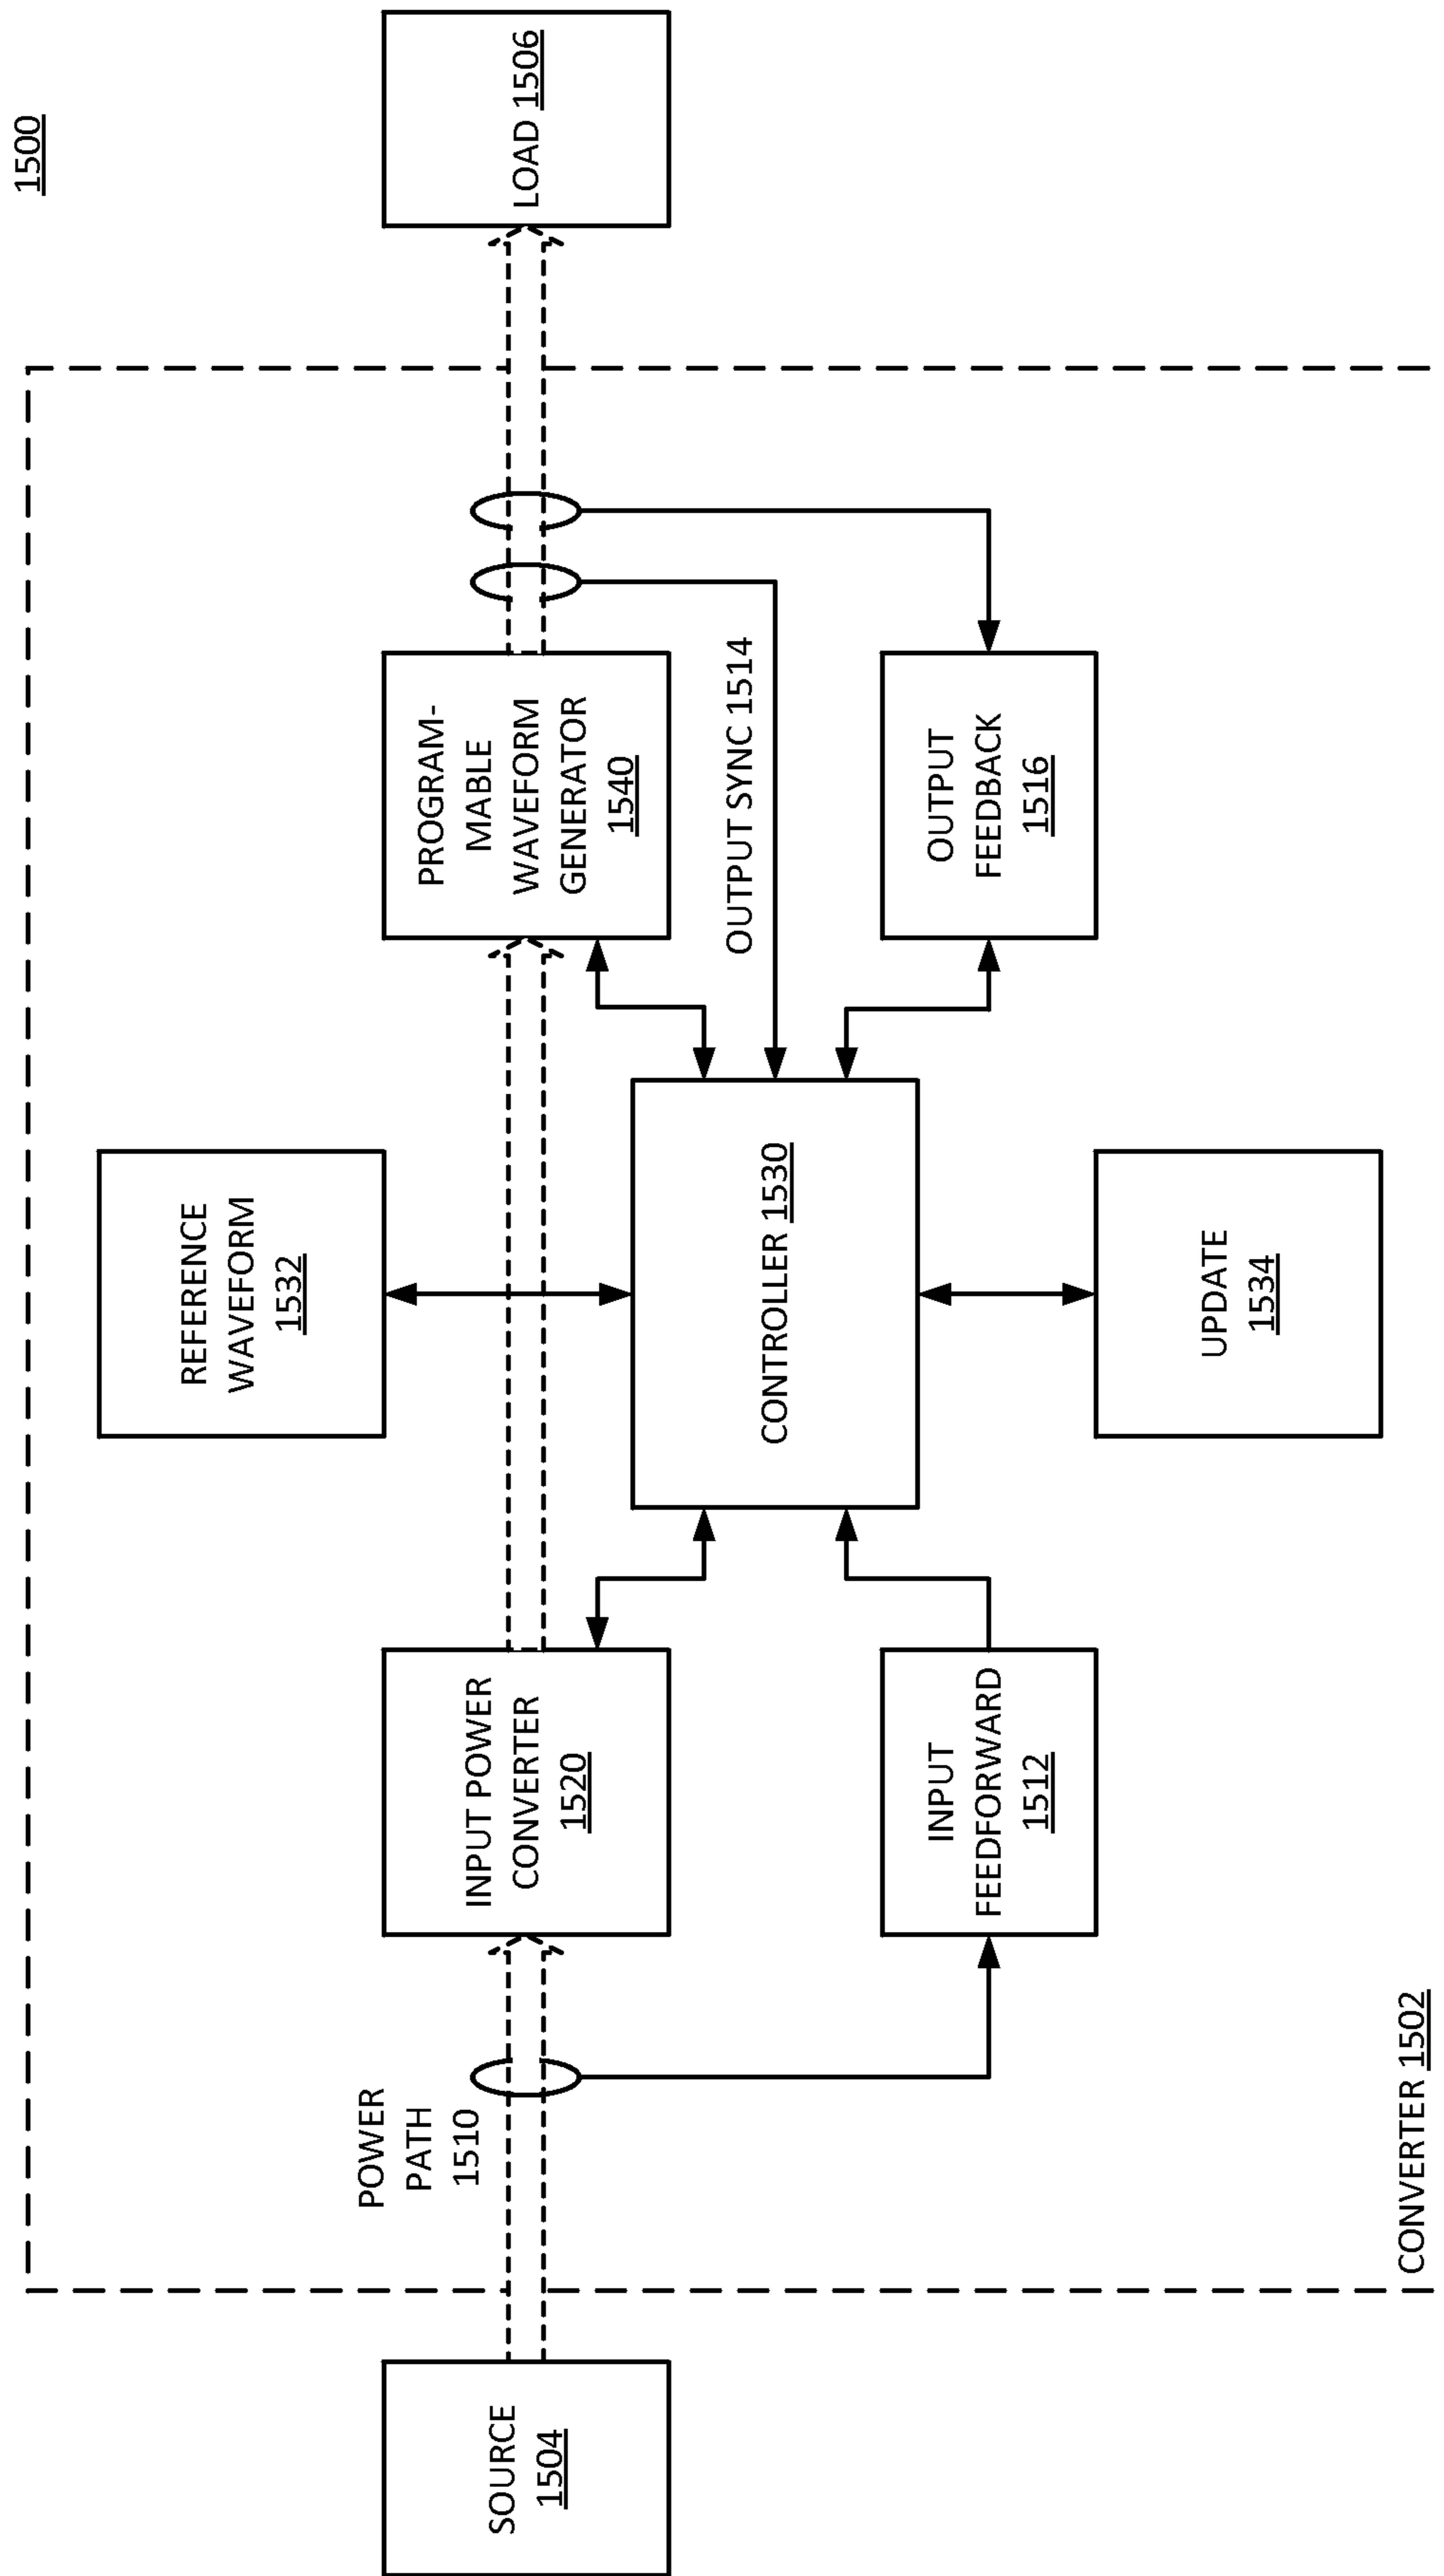 1500
REFERENCE
WAVEFORM
1532
POWER
PATH
1510
SOURCE
1504
INPUT POWER
CONVERTER
1520
PROGRAM-
MABLE
WAVEFORM
GENERATOR
1540
LOAD 1506
OUTPUT SYNC 1514
CONTROLLER 1530
INPUT
FEEDFORWARD
1512
OUTPUT
FEEDBACK
1516
UPDATE
1534
CONVERTER 1502